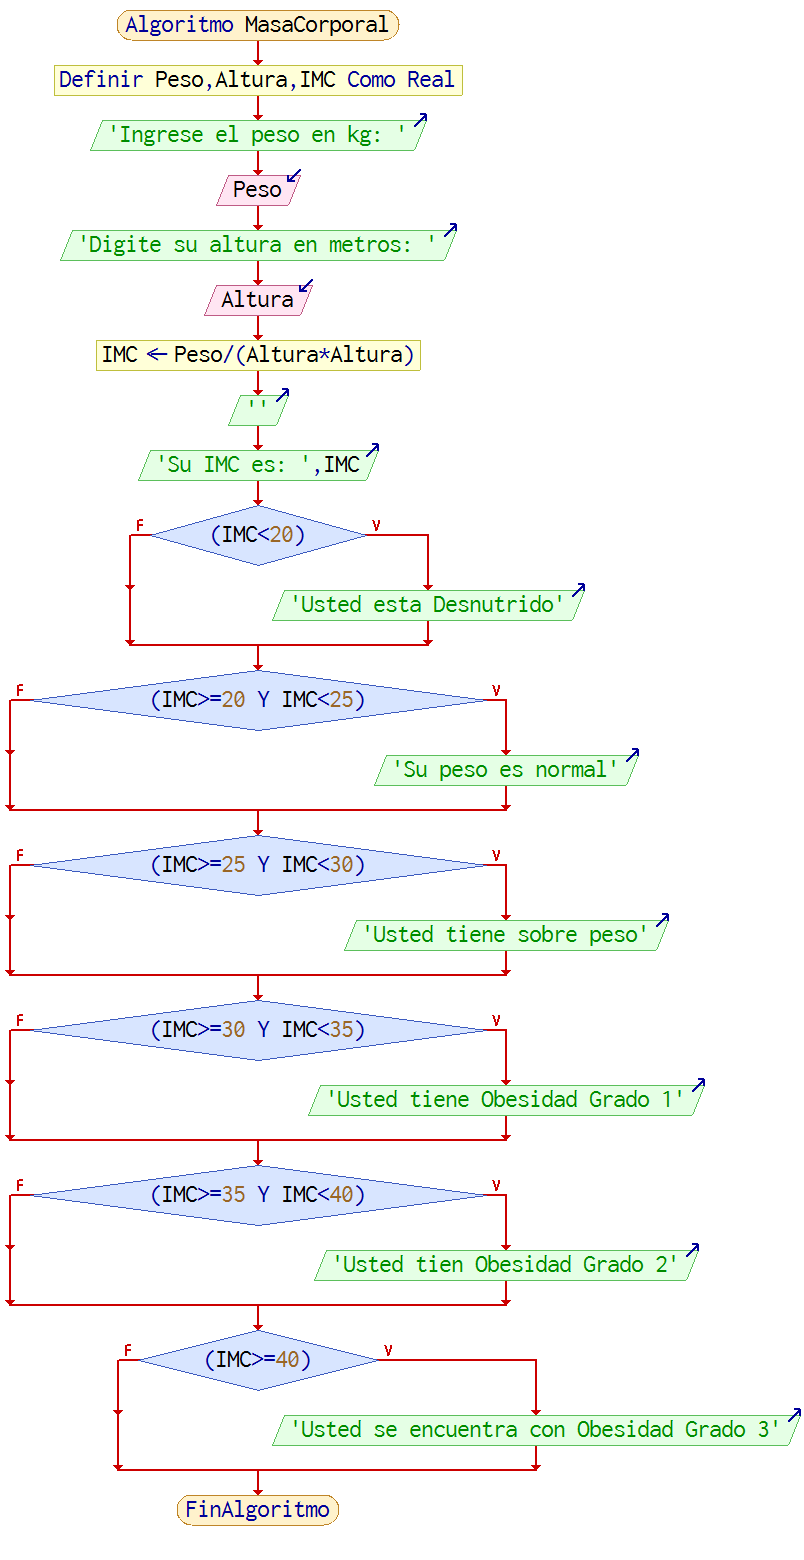 Algoritmo MasaCorporal
Definir Peso,Altura,IMC Como Real
'Ingrese el peso en kg: '
Peso
'Digite su altura en metros: '
Altura
IMC ← Peso/(Altura*Altura)
''
'Su IMC es: ',IMC
(IMC<20)
F
V
'Usted esta Desnutrido'
(IMC>=20 Y IMC<25)
F
V
'Su peso es normal'
(IMC>=25 Y IMC<30)
F
V
'Usted tiene sobre peso'
(IMC>=30 Y IMC<35)
F
V
'Usted tiene Obesidad Grado 1'
(IMC>=35 Y IMC<40)
F
V
'Usted tien Obesidad Grado 2'
(IMC>=40)
F
V
'Usted se encuentra con Obesidad Grado 3'
FinAlgoritmo